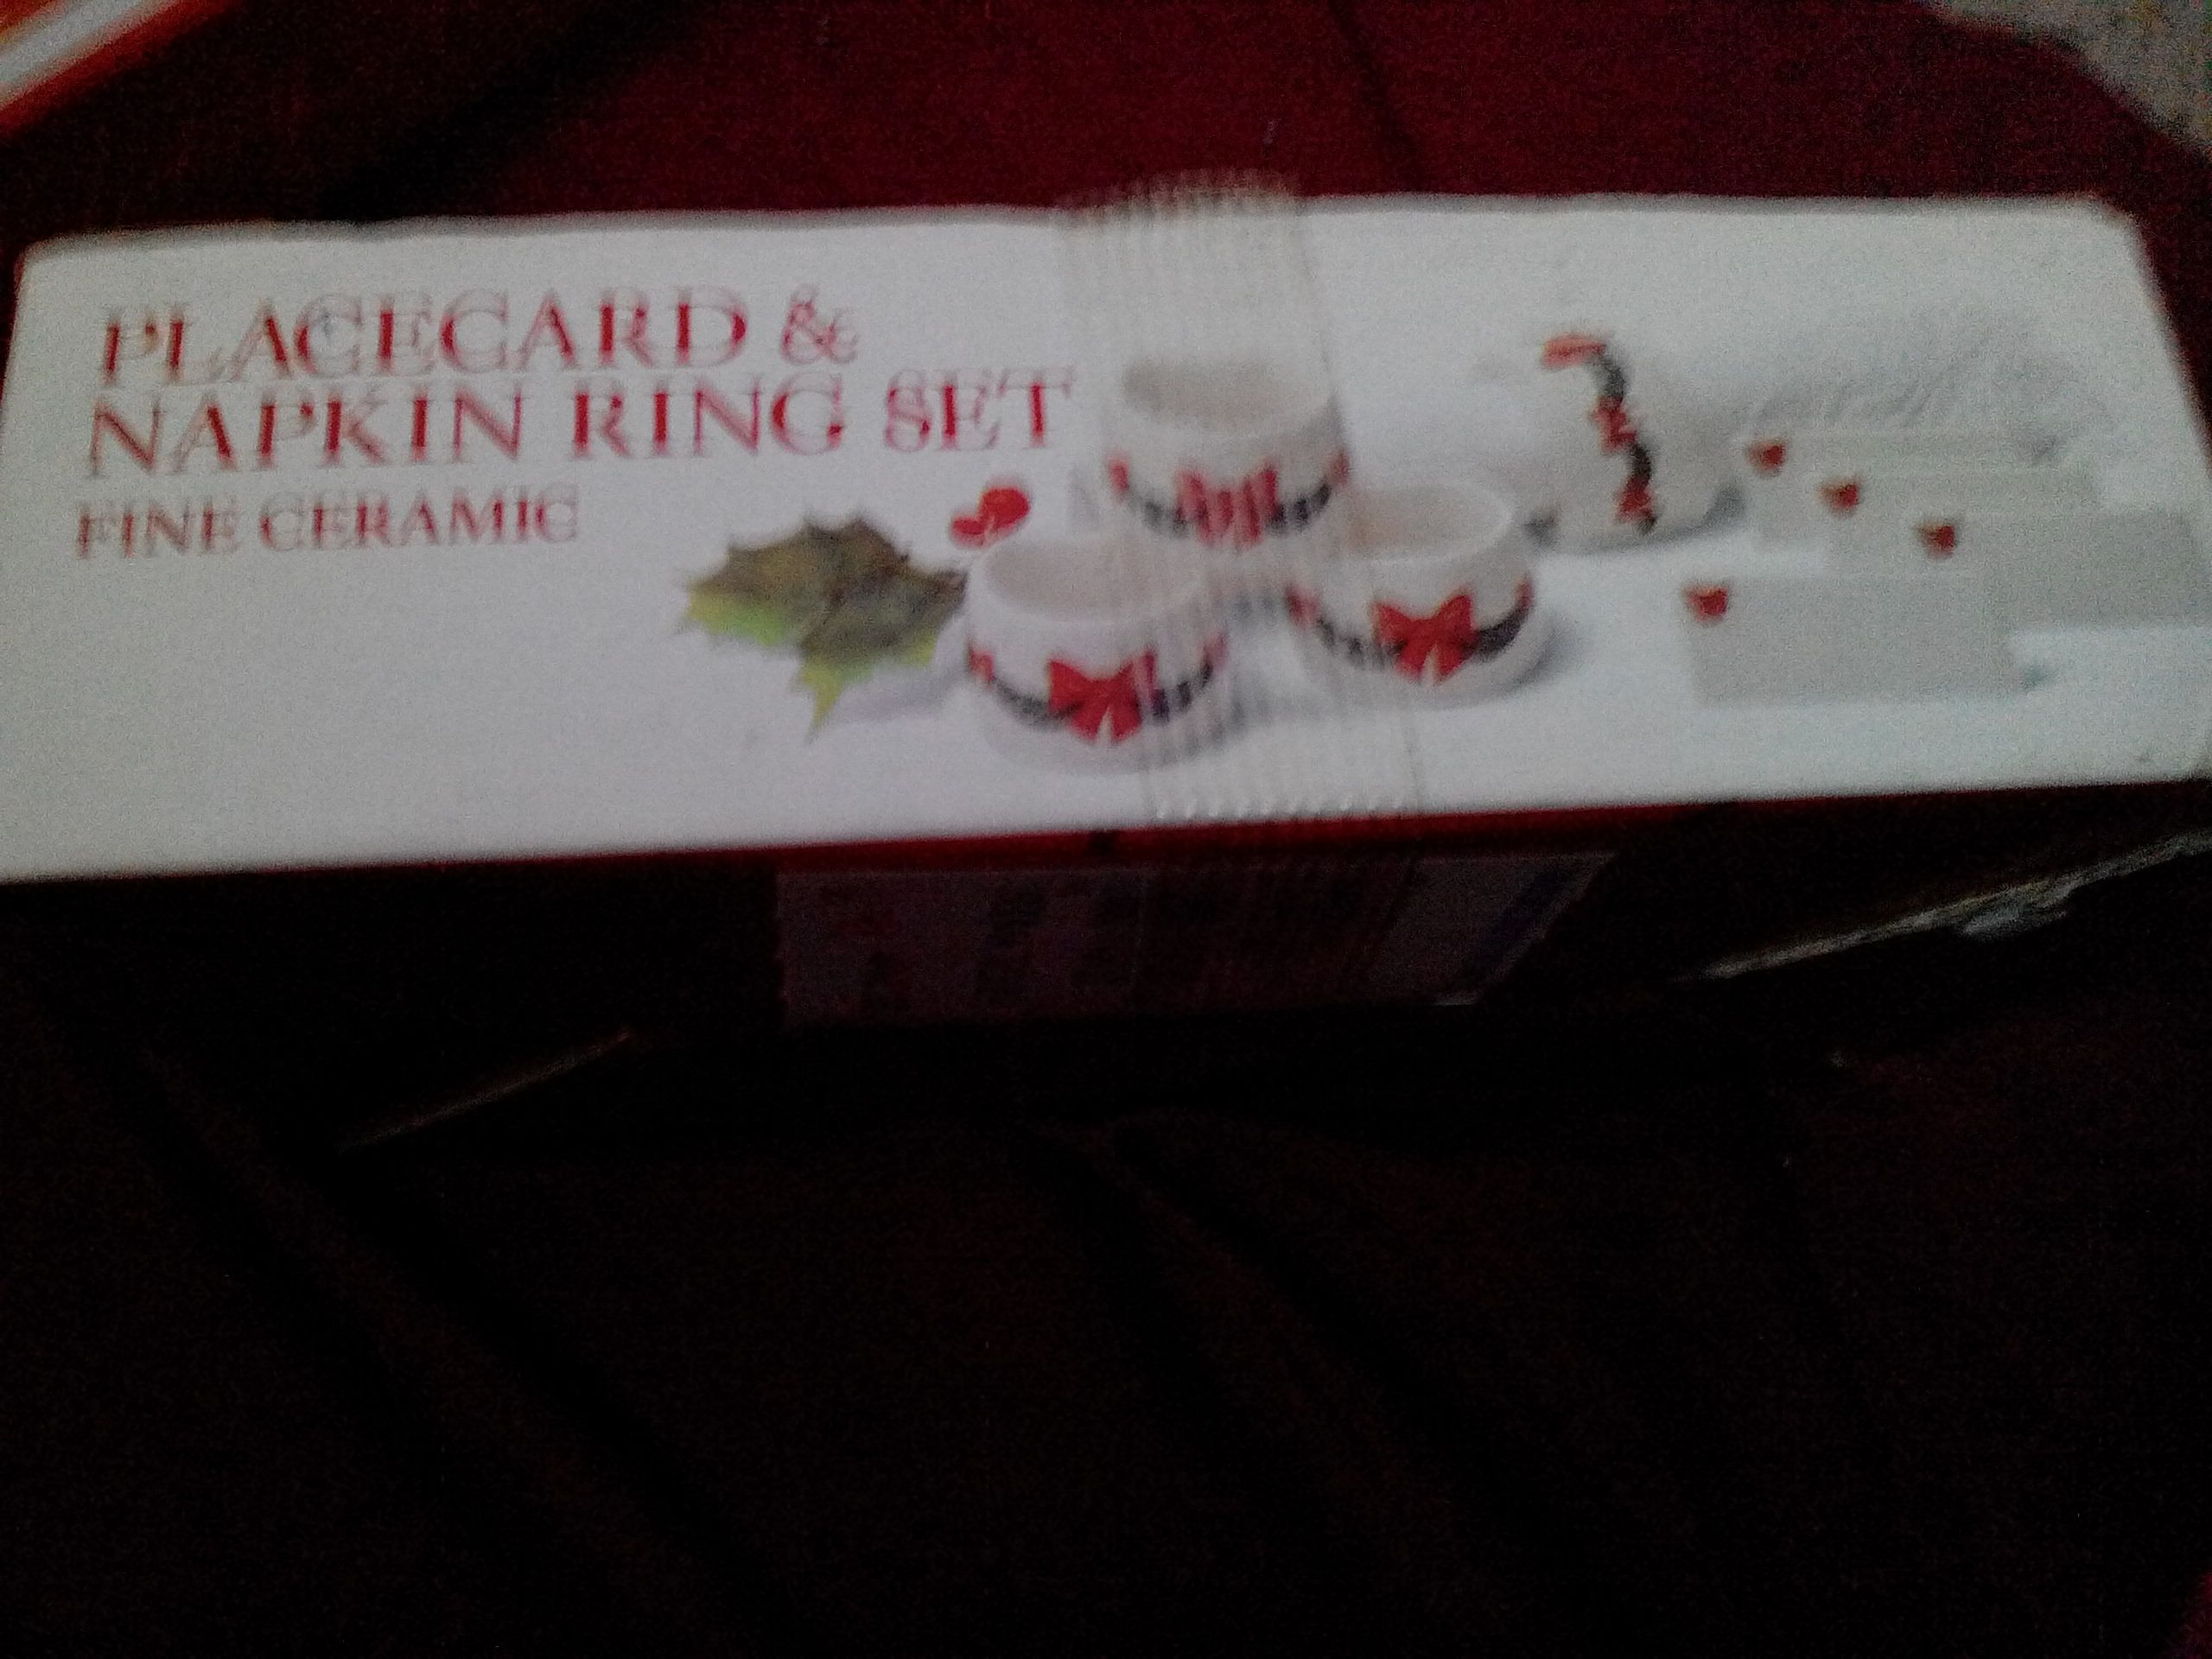 PLACECARD &
NAPKIN RING SET
FINE CERAMIC